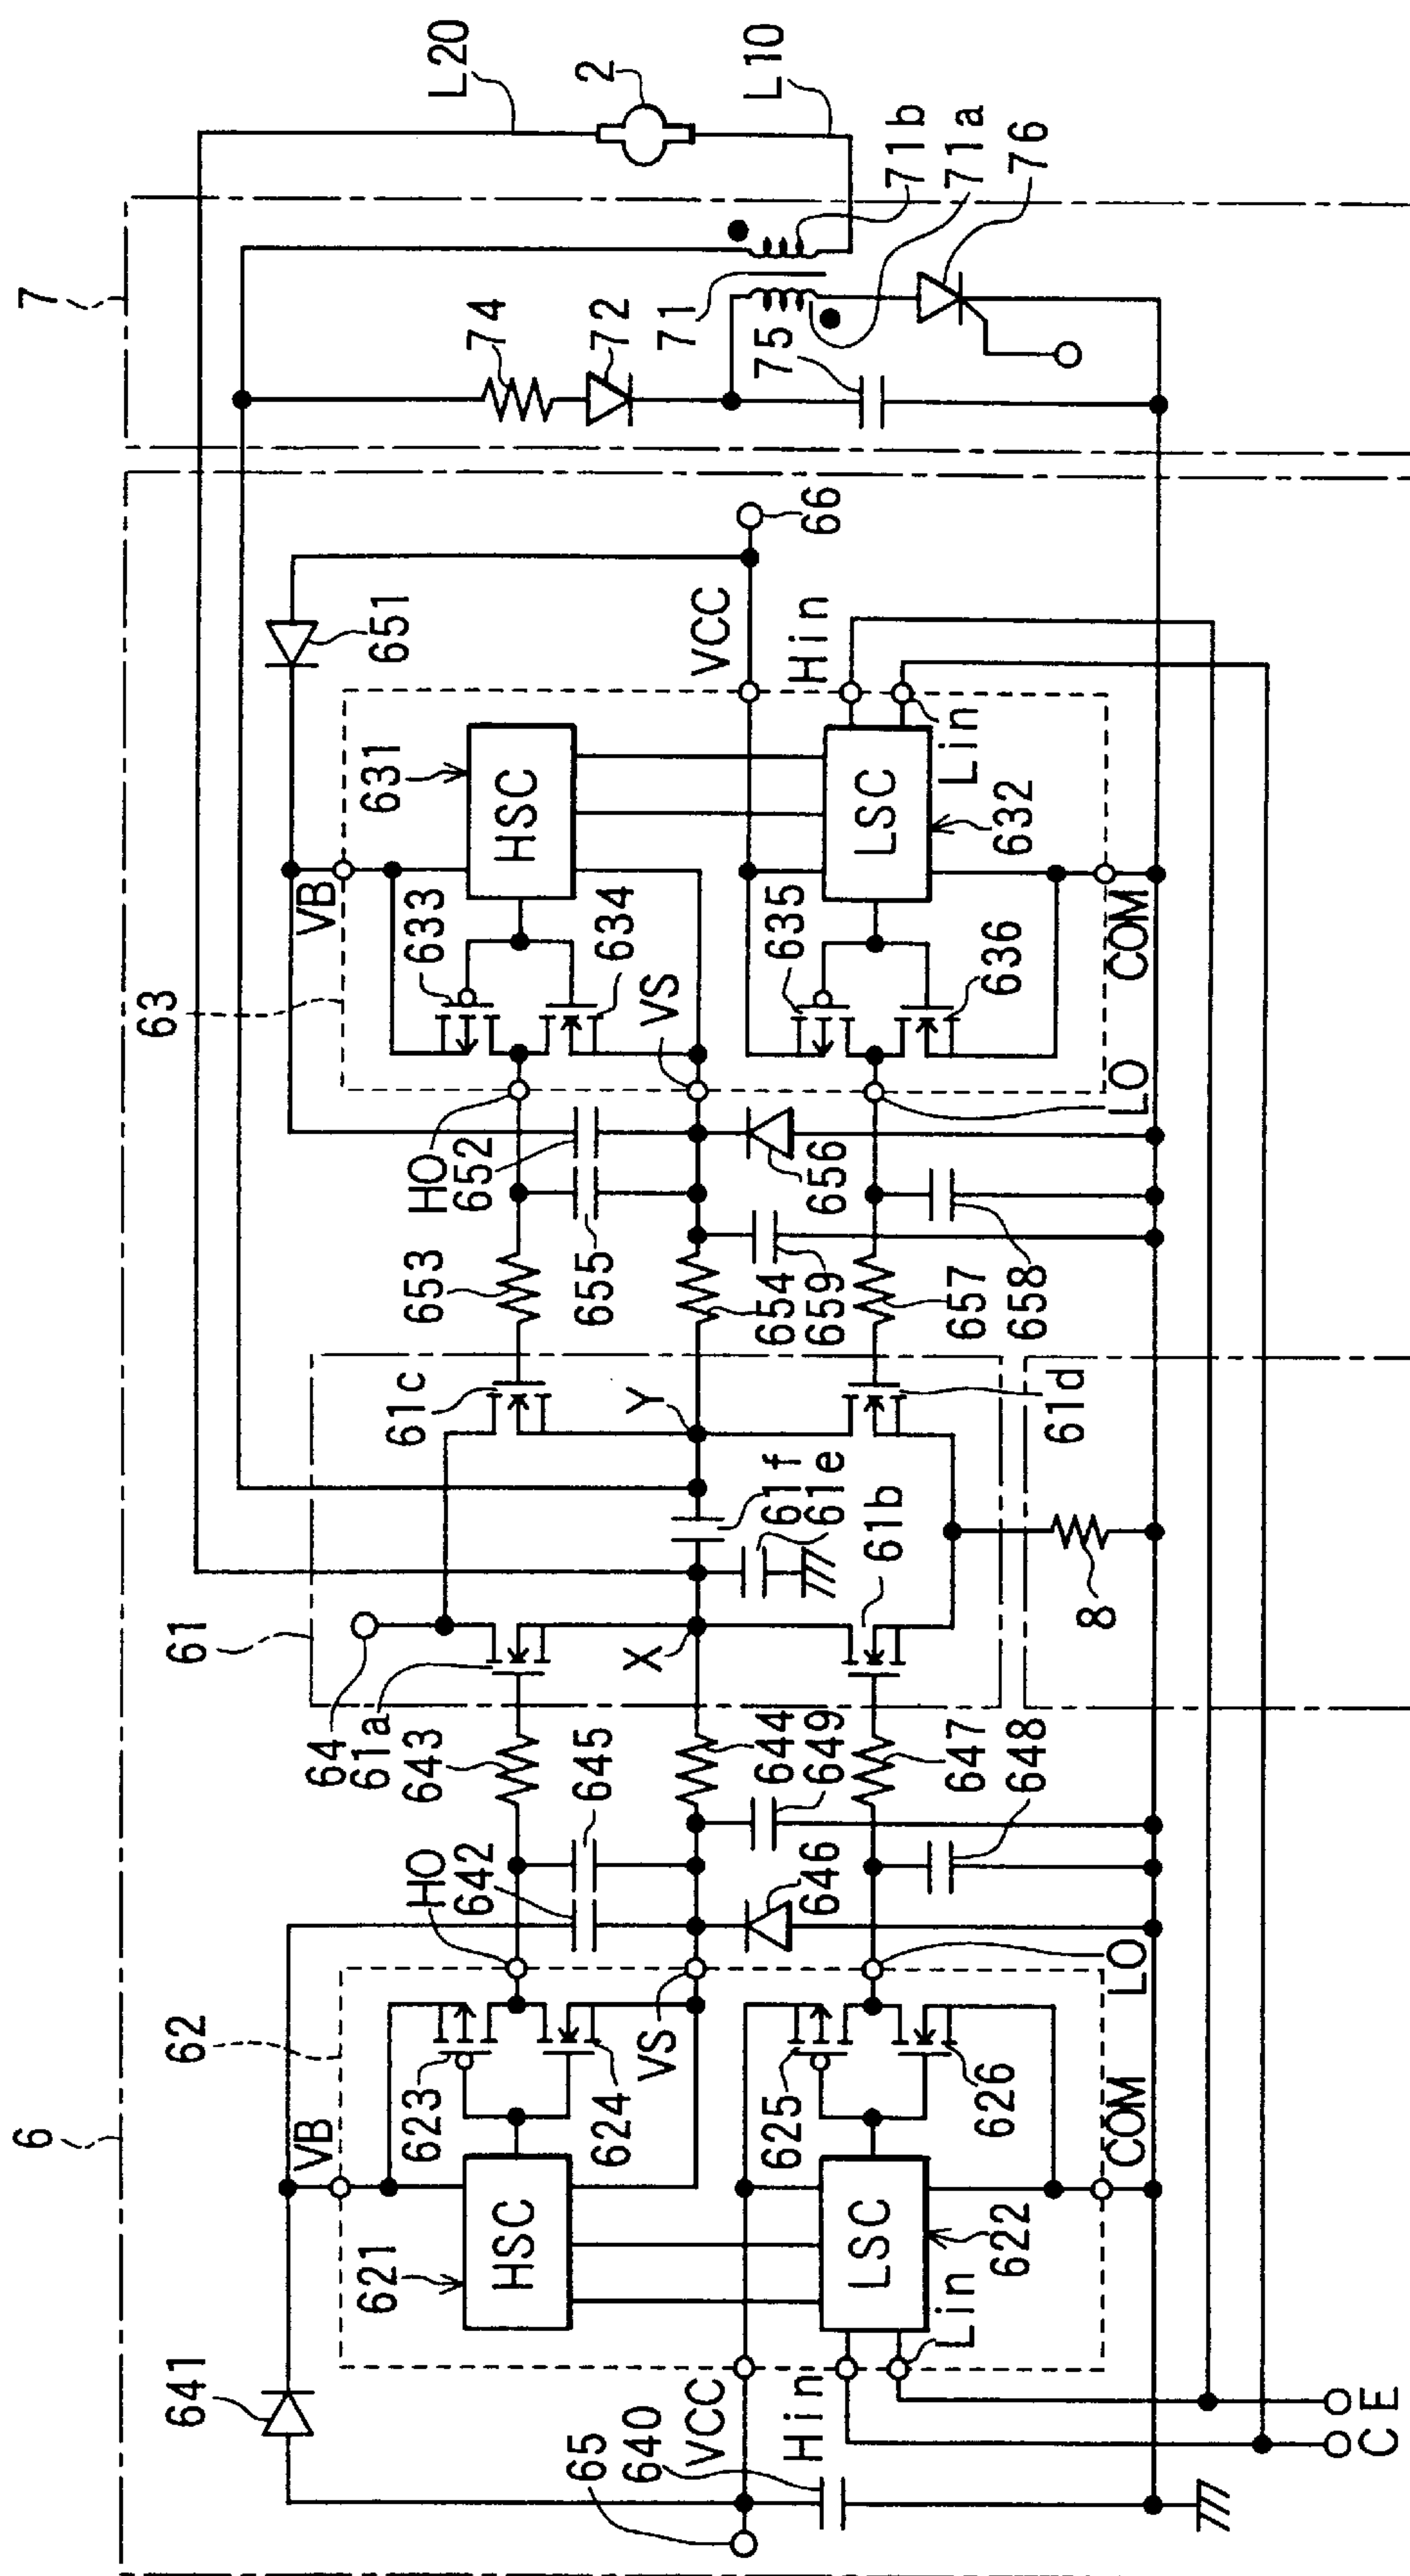 6
7
61
62
63
641
651
VB
VB
64
61a
61c
643
653
HO
642
645
HO
652
655
621
HSC
623
624
VS
631
HSC
633
634
VS
X
Y
644
649
654
659
61f
61e
61b
61d
65
640
VCC
Hin
Lin
LSC
622
625
626
646
647
648
LO
COM
656
657
658
LO
COM
635
636
LSC
632
VCC
Hin
Lin
66
8
C
E
74
72
71
75
71b
71a
76
L20
2
L10